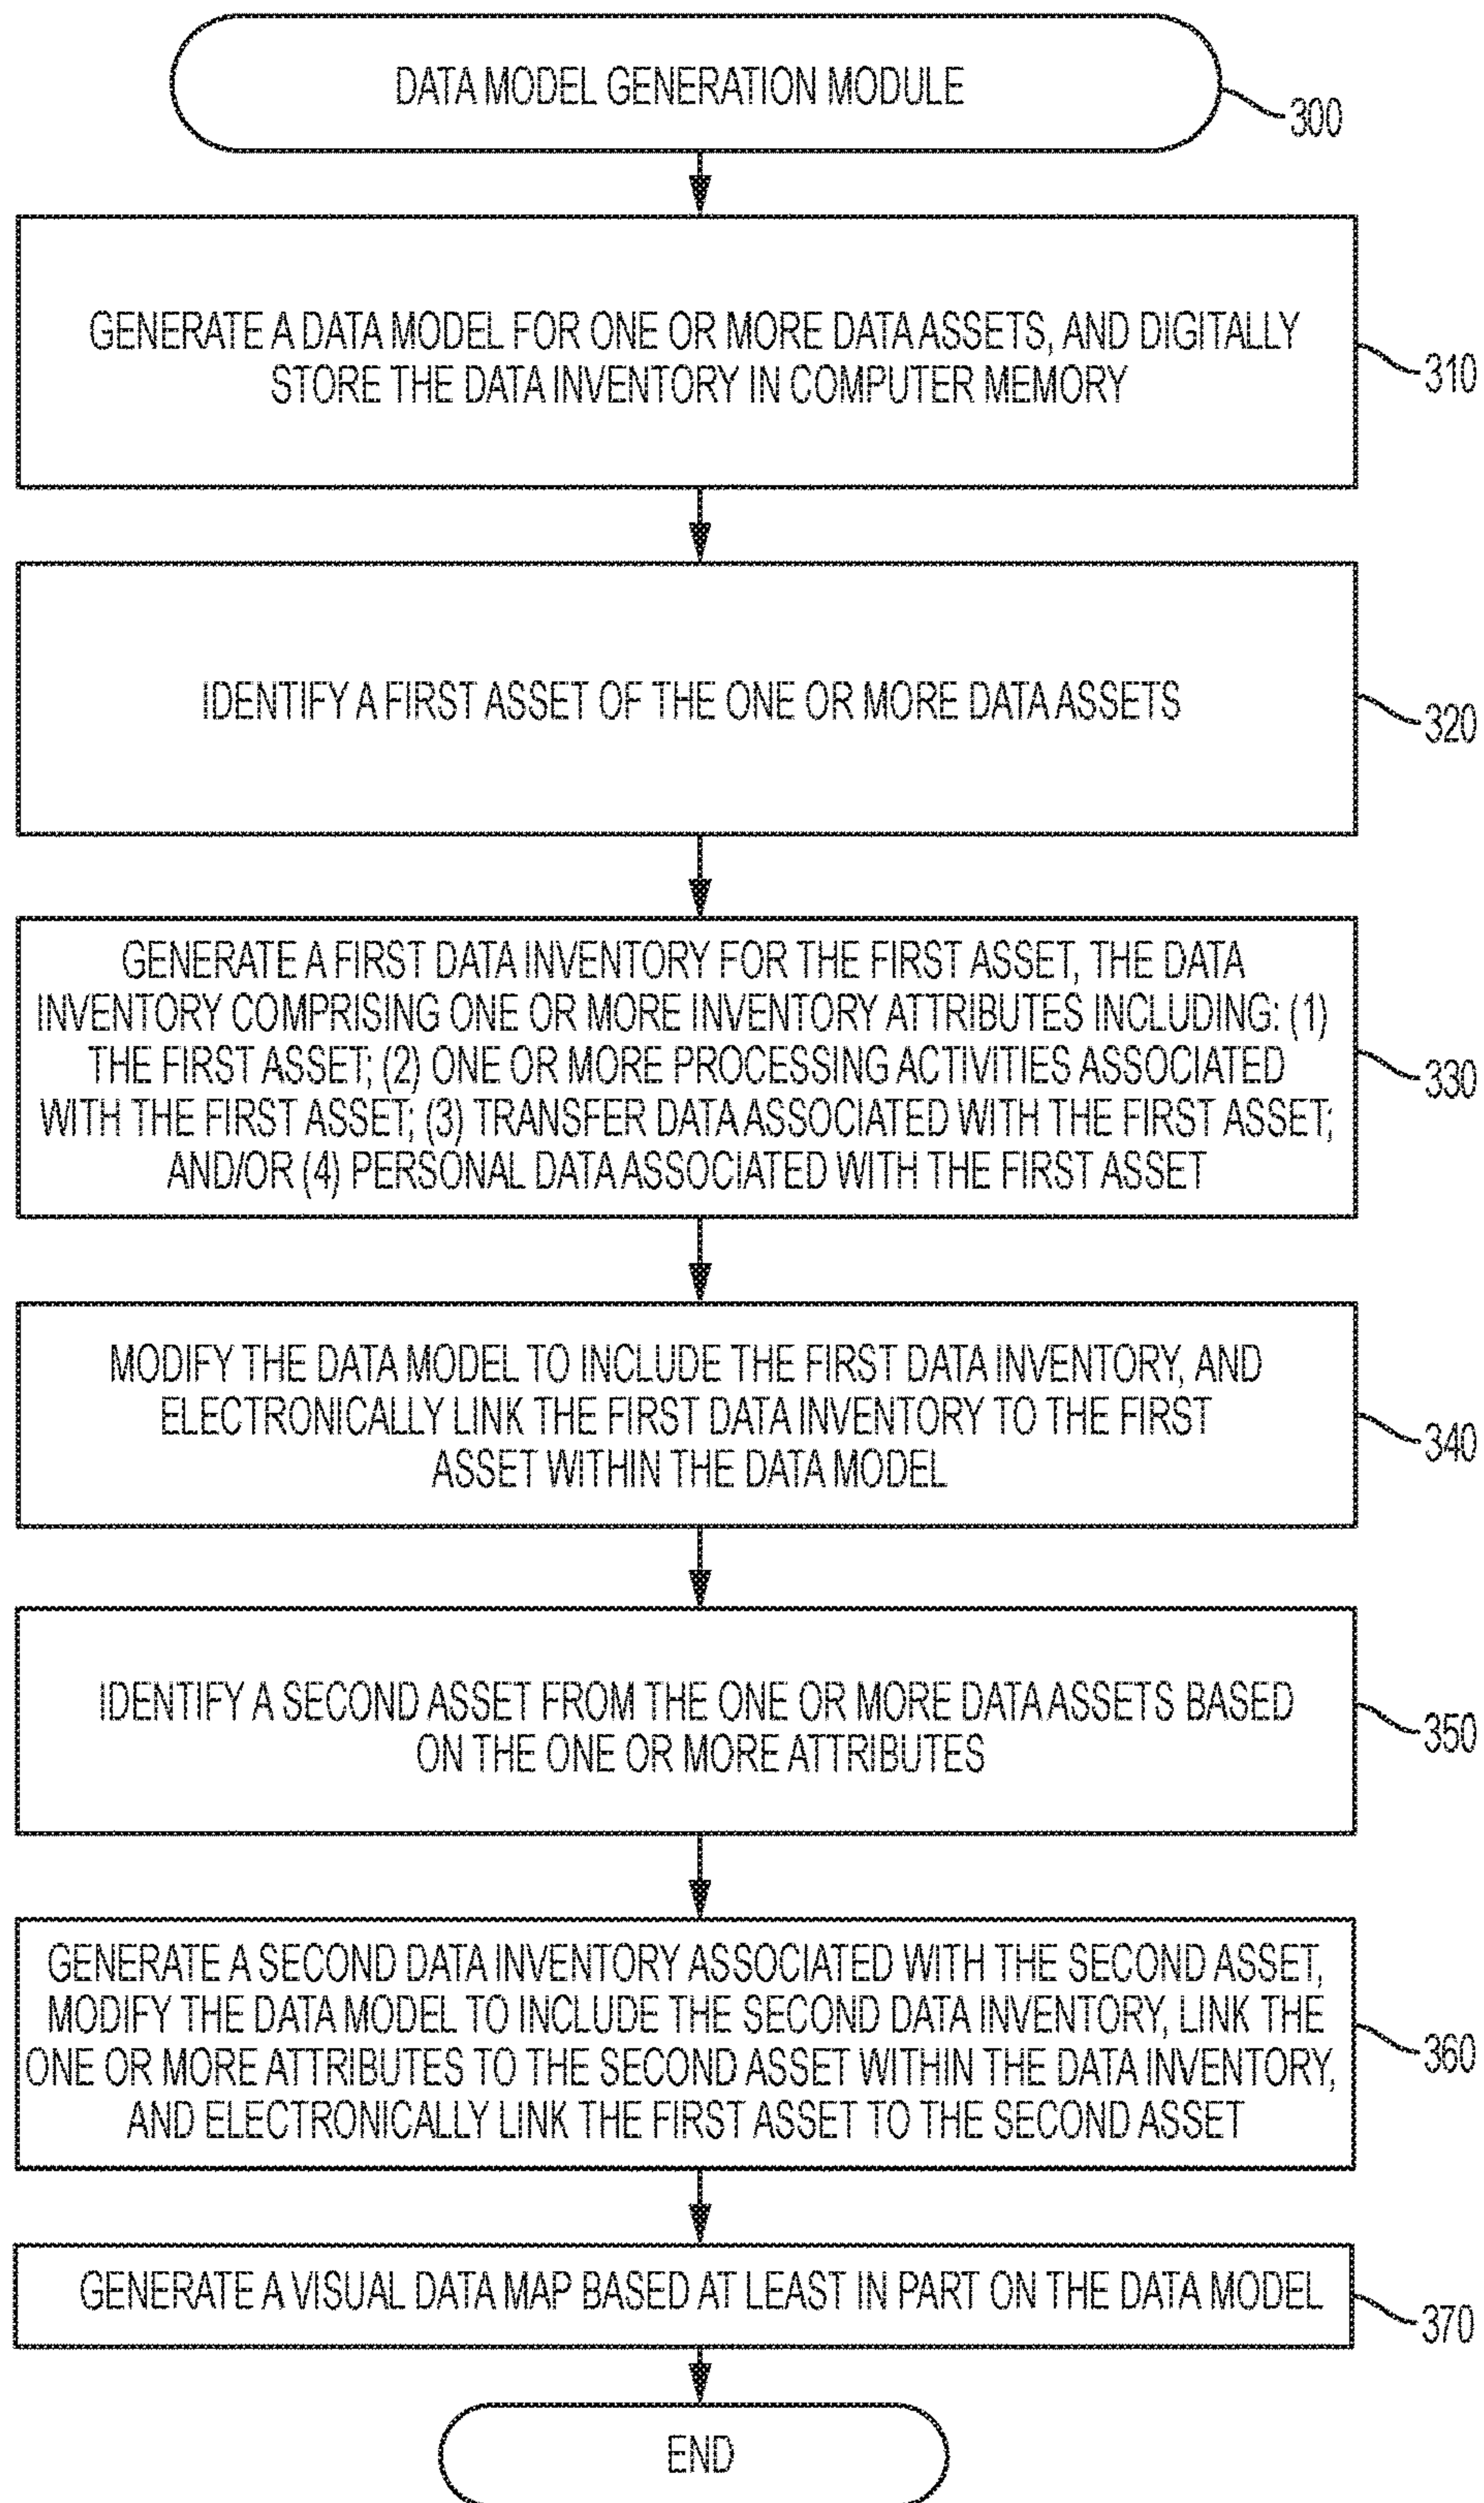 DATA MODEL GENERATION MODULE
300
GENERATE A DATA MODEL FOR ONE OR MORE DATA ASSETS, AND DIGITALLY
STORE THE DATA INVENTORY IN COMPUTER MEMORY
310
IDENTIFY A FIRST ASSET OF THE ONE OR MORE DATA ASSETS
320
GENERATE A FIRST DATA INVENTORY FOR THE FIRST ASSET, THE DATA
INVENTORY COMPRISING ONE OR MORE INVENTORY ATTRIBUTES INCLUDING: (1)
THE FIRST ASSET; (2) ONE OR MORE PROCESSING ACTIVITIES ASSOCIATED
WITH THE FIRST ASSET; (3) TRANSFER DATA ASSOCIATED WITH THE FIRST ASSET;
AND/OR (4) PERSONAL DATA ASSOCIATED WITH THE FIRST ASSET
330
MODIFY THE DATA MODEL TO INCLUDE THE FIRST DATA INVENTORY, AND
ELECTRONICALLY LINK THE FIRST DATA INVENTORY TO THE FIRST
ASSET WITHIN THE DATA MODEL
340
IDENTIFY A SECOND ASSET FROM THE ONE OR MORE DATA ASSETS BASED
ON THE ONE OR MORE ATTRIBUTES
350
GENERATE A SECOND DATA INVENTORY ASSOCIATED WITH THE SECOND ASSET,
MODIFY THE DATA MODEL TO INCLUDE THE SECOND DATA INVENTORY, LINK THE
ONE OR MORE ATTRIBUTES TO THE SECOND ASSET WITHIN THE DATA INVENTORY,
AND ELECTRONICALLY LINK THE FIRST ASSET TO THE SECOND ASSET
360
GENERATE A VISUAL DATA MAP BASED AT LEAST IN PART ON THE DATA MODEL
370
END